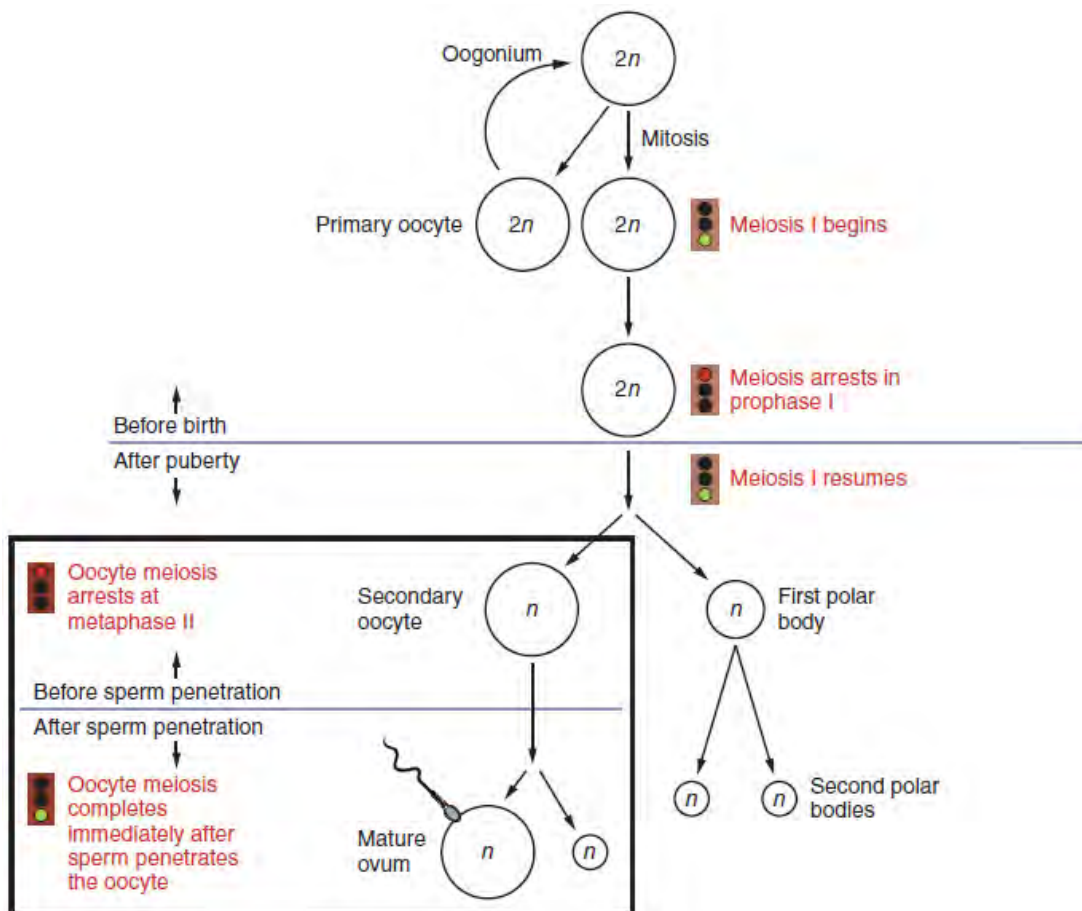 Oogonium
2n
Mitosis
Primary oocyte
2n
2n
Meiosis I begins
2n
Meiosis arrests in
prophase I
Before birth
After puberty
Meiosis I resumes
Oocyte meiosis
arrests at
metaphase II
Secondary
oocyte
n
n
First polar
body
Before sperm penetration
After sperm penetration
Oocyte meiosis
completes
immediately after
sperm penetrates
the oocyte
Mature
ovum
n
n
n
n
Second polar
bodies